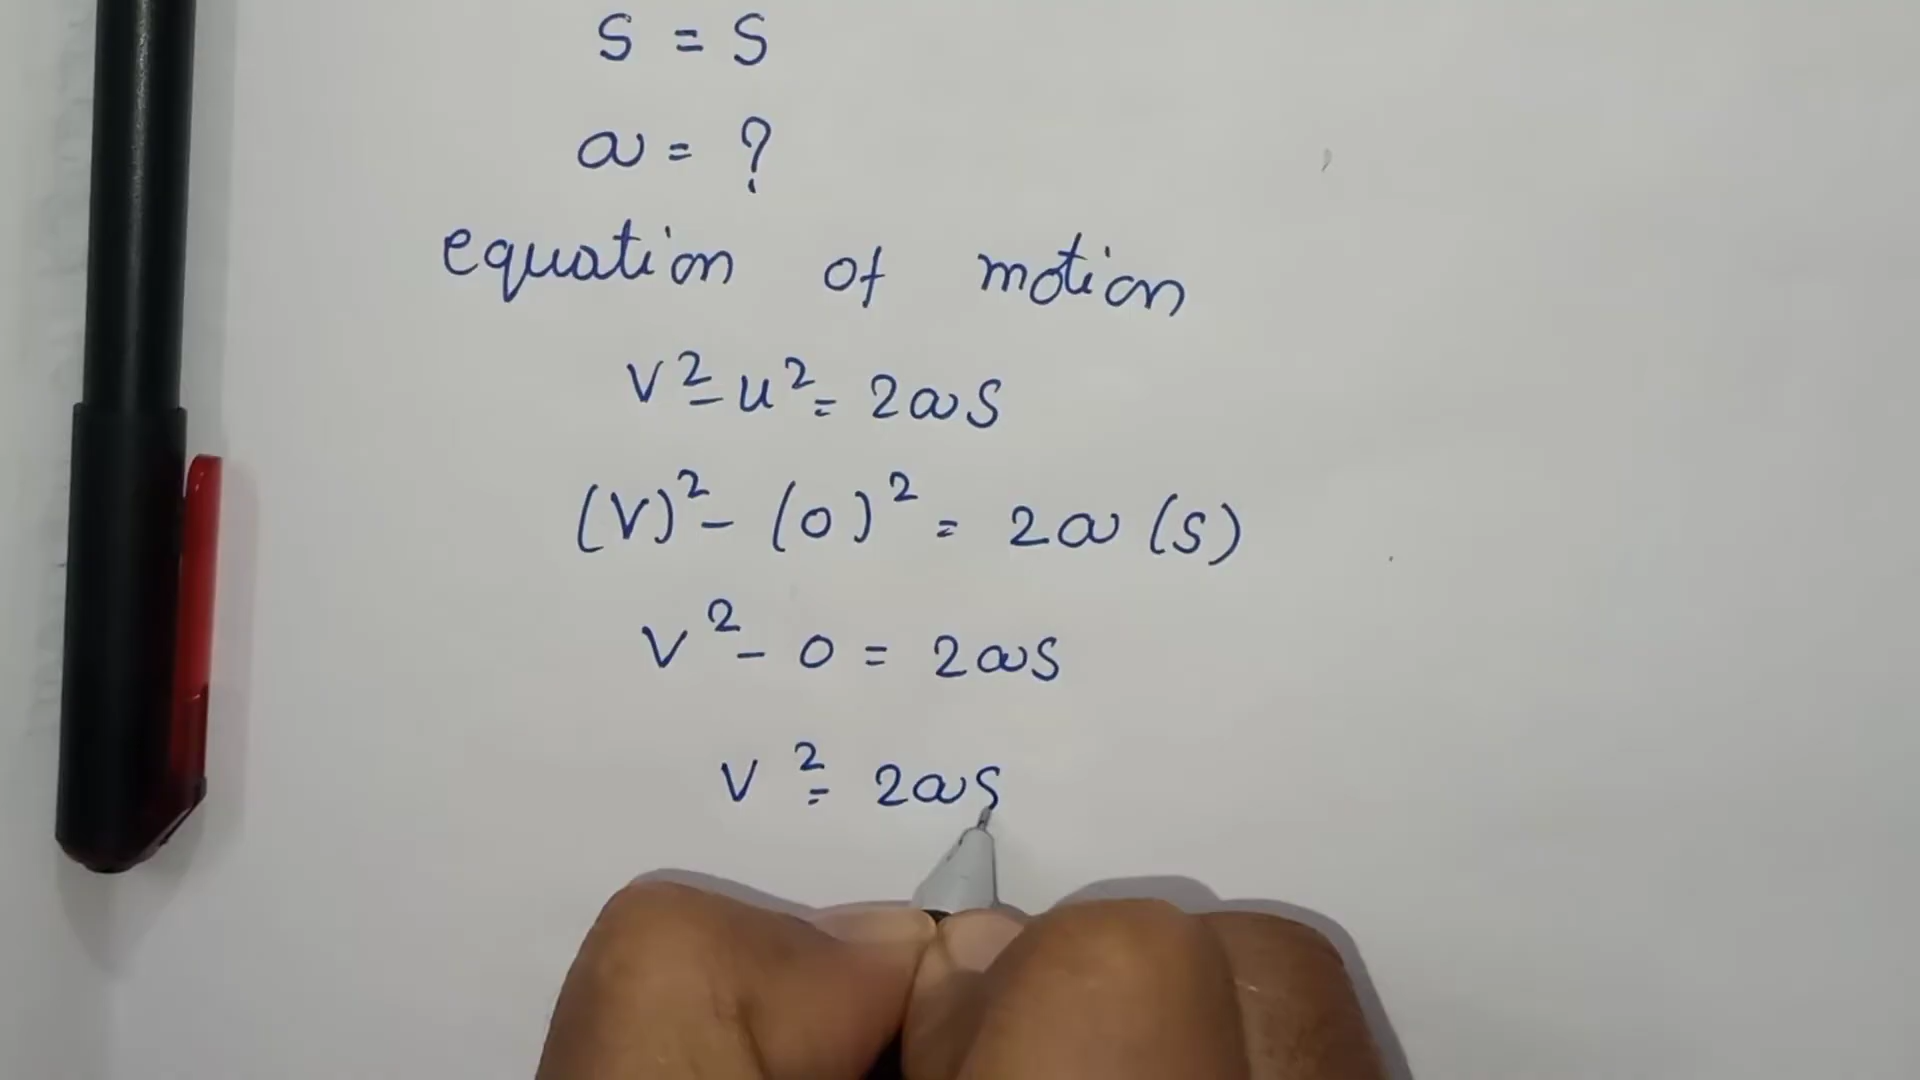 S = S
a = ?
equation of motion
v² - u² = 2as
(v)² - (0)² = 2a (s)
v² - 0 = 2as
v² = 2as